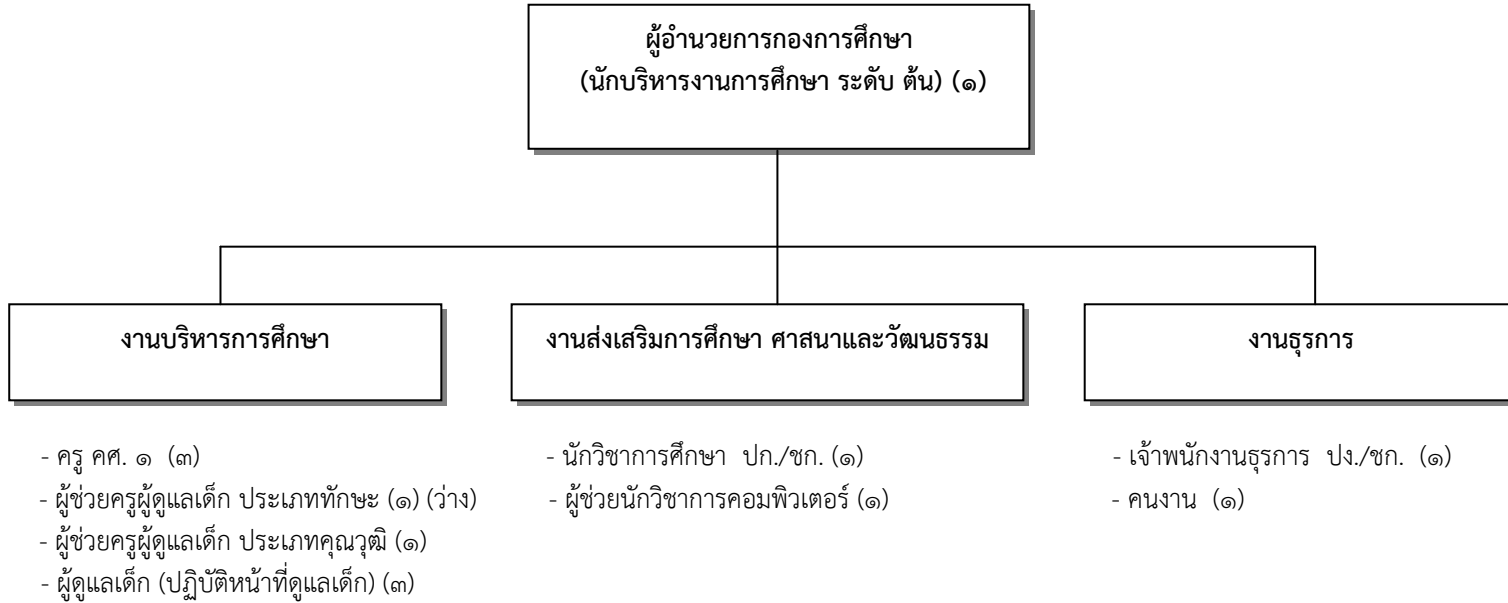 ผู้อำนวยการกองการศึกษา
(นักบริหารงานการศึกษา ระดับ ต้น) (๑)
งานบริหารการศึกษา
- ครู คศ. ๑ (๓)
- ผู้ช่วยครูผู้ดูแลเด็ก ประเภททักษะ (๑) (ว่าง)
- ผู้ช่วยครูผู้ดูแลเด็ก ประเภทคุณวุฒิ (๑)
- ผู้ดูแลเด็ก (ปฏิบัติหน้าที่ดูแลเด็ก) (๓)
งานส่งเสริมการศึกษา ศาสนาและวัฒนธรรม
- นักวิชาการศึกษา ปก./ชก. (๑)
- ผู้ช่วยนักวิชาการคอมพิวเตอร์ (๑)
งานธุรการ
- เจ้าพนักงานธุรการ ปง./ชก. (๑)
- คนงาน (๑)